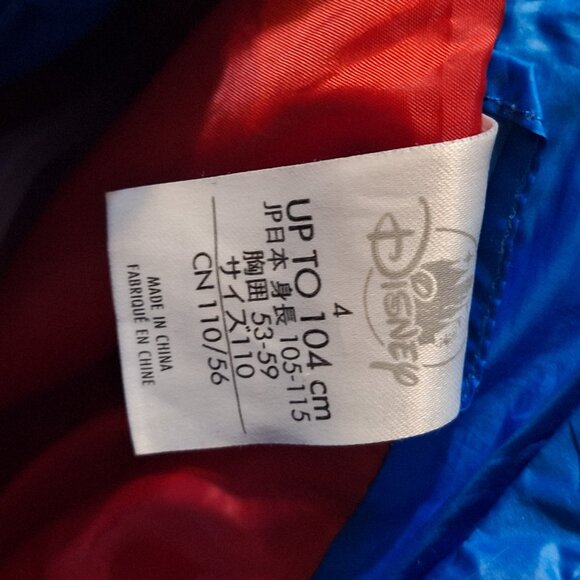 Disney
4
UP TO 104 cm
JP日本 身長 105-115
胸囲 53-59
サイズ110
CN 110/56
MADE IN CHINA
FABRIQUÉ EN CHINE